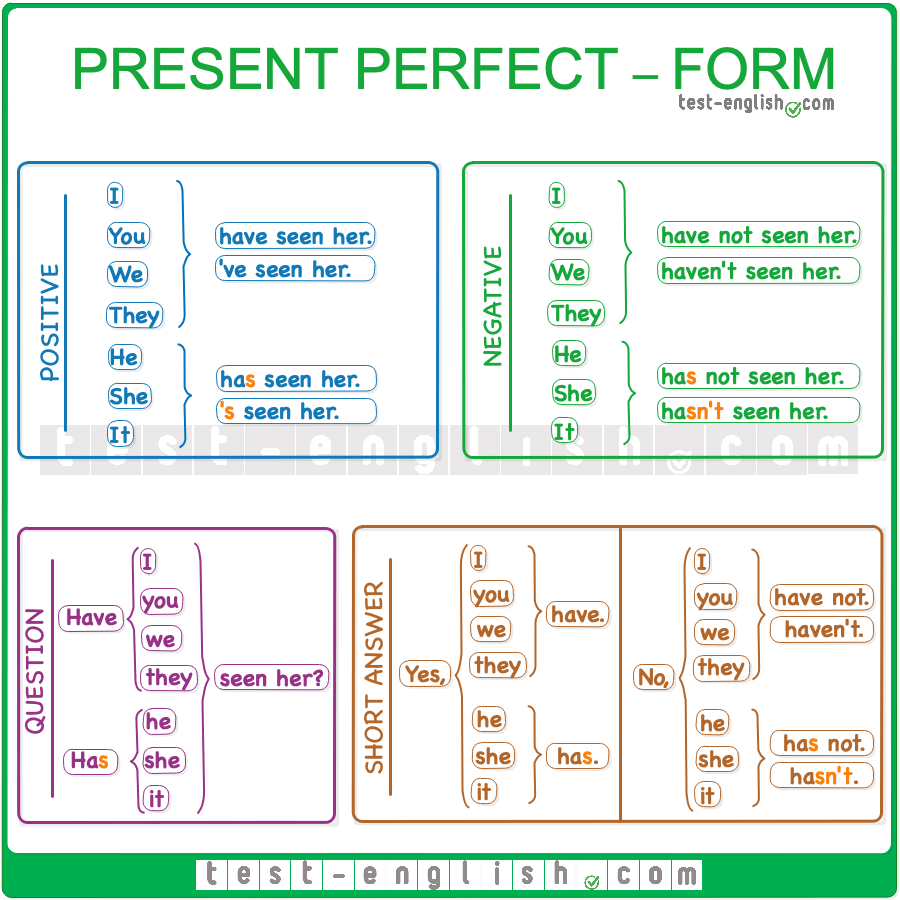 PRESENT PERFECT – FORM
test-english.com
POSITIVE
I
You
We
They
have seen her.
've seen her.
He
She
It
has seen her.
's seen her.
NEGATIVE
I
You
We
They
have not seen her.
haven't seen her.
He
She
It
has not seen her.
hasn't seen her.
test-english.com
QUESTION
Have
I
you
we
they
Has
he
she
it
seen her?
SHORT ANSWER
Yes,
I
you
we
they
have.
he
she
it
has.
No,
I
you
we
they
have not.
haven't.
he
she
it
has not.
hasn't.
test-english.com